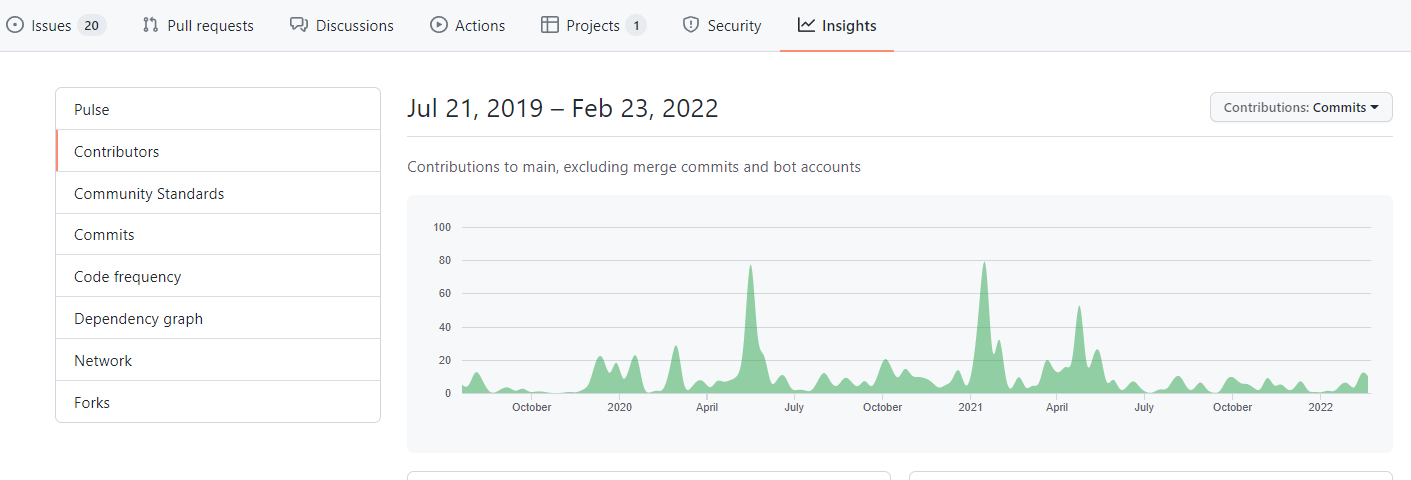 Issues 20 Pull requests Discussions Actions Projects 1 Security Insights
Pulse
Contributors
Community Standards
Commits
Code frequency
Dependency graph
Network
Forks
Jul 21, 2019 – Feb 23, 2022
Contributions: Commits
Contributions to main, excluding merge commits and bot accounts
100
80
60
40
20
0
October 2020 April July October 2021 April July October 2022